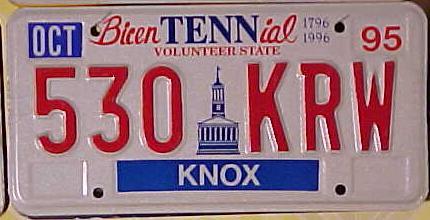 OCT BicenTENNial 1796 1996 95
VOLUNTEER STATE
530 KRW
KNOX